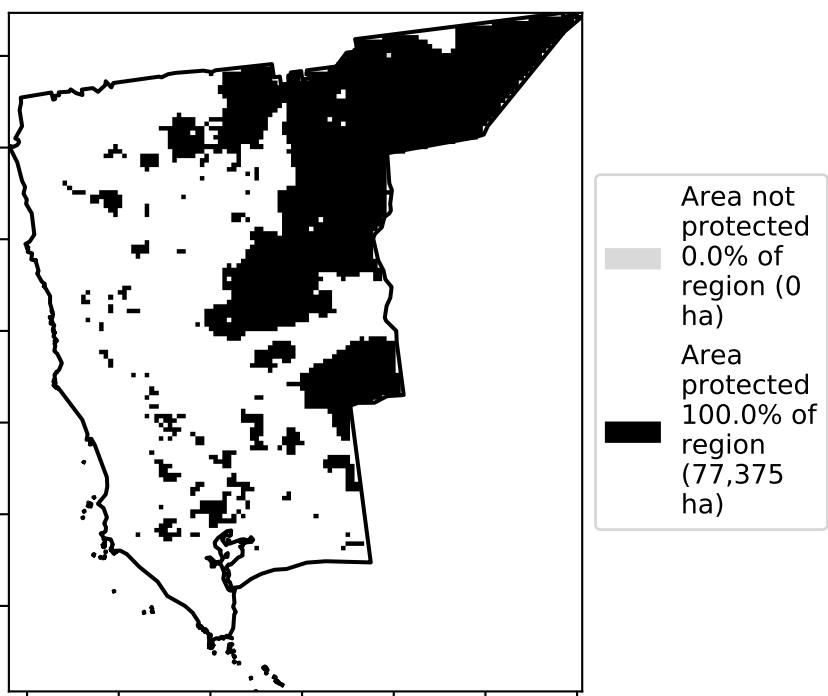 Area not
protected
0.0% of
region (0
ha)
Area
protected
100.0% of
region
(77,375
ha)